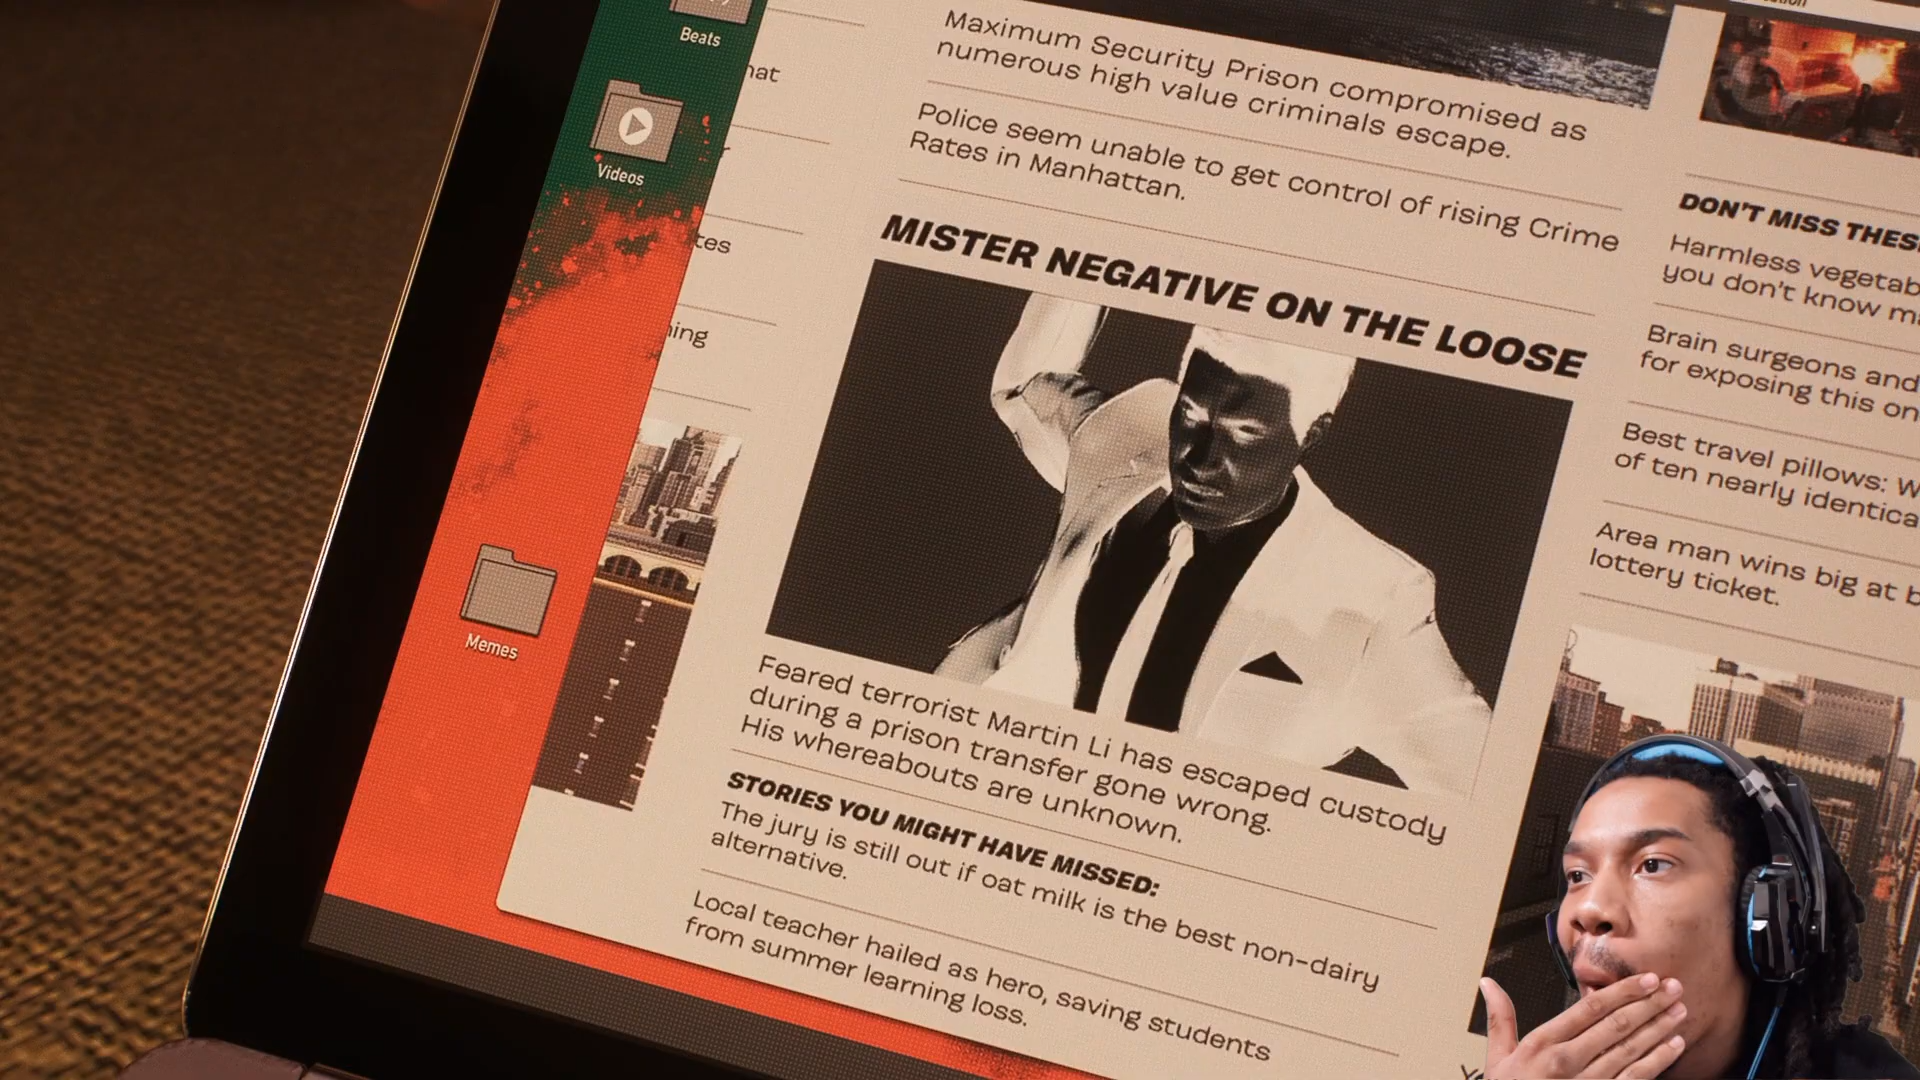 Beats
Videos
Memes
hat
tes
Maximum Security Prison compromised as
numerous high value criminals escape.
Police seem unable to get control of rising Crime
Rates in Manhattan.
MISTER NEGATIVE ON THE LOOSE
Feared terrorist Martin Li has escaped custody
during a prison transfer gone wrong.
His whereabouts are unknown.
STORIES YOU MIGHT HAVE MISSED:
The jury is still out if oat milk is the best non-dairy
alternative.
Local teacher hailed as hero, saving students
from summer learning loss.
DON'T MISS THES
Harmless vegetab
you don't know m
Brain surgeons and
for exposing this on
Best travel pillows: W
of ten nearly identica
Area man wins big at b
lottery ticket.